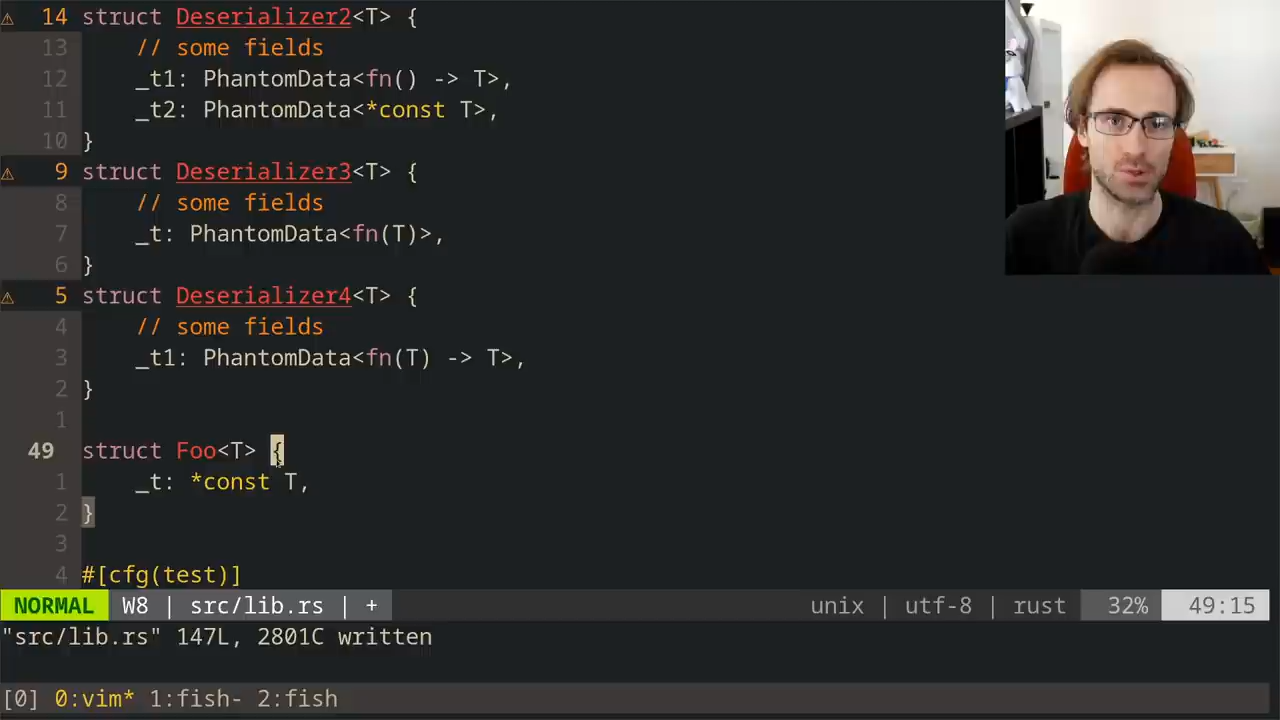 ⚠ 14 struct Deserializer2<T> {
13     // some fields
12     _t1: PhantomData<fn() -> T>,
11     _t2: PhantomData<*const T>,
10 }
⚠ 9 struct Deserializer3<T> {
8     // some fields
7     _t: PhantomData<fn(T)>,
6 }
⚠ 5 struct Deserializer4<T> {
4     // some fields
3     _t1: PhantomData<fn(T) -> T>,
2 }
1
49 struct Foo<T> {
1     _t: *const T,
2 }
3
4 #[cfg(test)]
NORMAL W8 | src/lib.rs | + unix | utf-8 | rust 32% 49:15
"src/lib.rs" 147L, 2801C written
[0] 0:vim* 1:fish- 2:fish